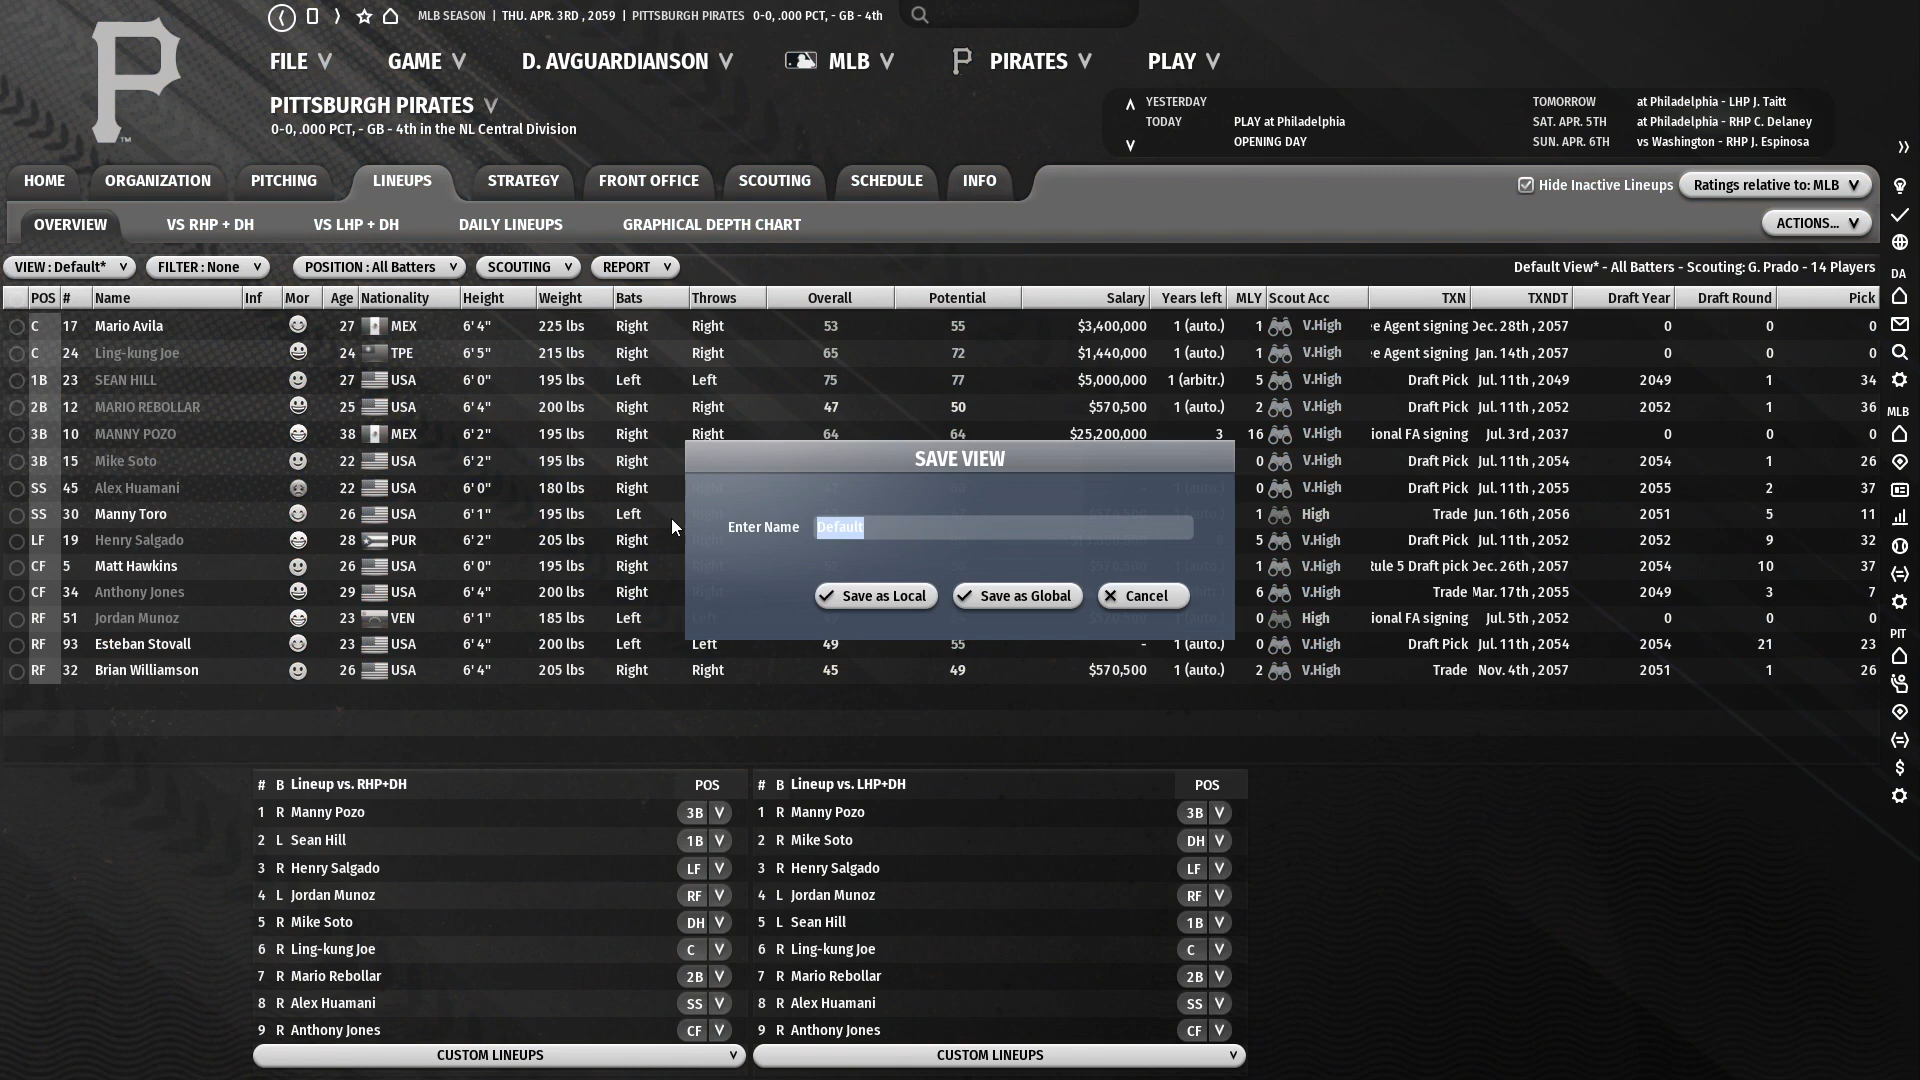 MLB SEASON | THU. APR. 3RD , 2059 | PITTSBURGH PIRATES 0-0, .000 PCT, - GB - 4th
FILE GAME D. AVGUARDIANSON MLB PIRATES PLAY
PITTSBURGH PIRATES
0-0, .000 PCT, - GB - 4th in the NL Central Division
YESTERDAY
TODAY PLAY at Philadelphia
OPENING DAY
TOMORROW at Philadelphia - LHP J. Taitt
SAT. APR. 5TH at Philadelphia - RHP C. Delaney
SUN. APR. 6TH vs Washington - RHP J. Espinosa
HOME ORGANIZATION PITCHING LINEUPS STRATEGY FRONT OFFICE SCOUTING SCHEDULE INFO
Hide Inactive Lineups Ratings relative to: MLB
OVERVIEW VS RHP + DH VS LHP + DH DAILY LINEUPS GRAPHICAL DEPTH CHART
ACTIONS...
VIEW : Default* FILTER : None POSITION : All Batters SCOUTING REPORT
Default View* - All Batters - Scouting: G. Prado - 14 Players
POS # Name Inf Mor Age Nationality Height Weight Bats Throws Overall Potential Salary Years left MLY Scout Acc TXN TXNDT Draft Year Draft Round Pick
C 17 Mario Avila 27 MEX 6' 4" 225 lbs Right Right 53 55 $3,400,000 1 (auto.) 1 V.High e Agent signing Dec. 28th , 2057 0 0 0
C 24 Ling-kung Joe 24 TPE 6' 5" 215 lbs Right Right 65 72 $1,440,000 1 (auto.) 1 V.High e Agent signing Jan. 14th , 2057 0 0 0
1B 23 SEAN HILL 27 USA 6' 0" 195 lbs Left Left 75 77 $5,000,000 1 (arbitr.) 5 V.High Draft Pick Jul. 11th , 2049 2049 1 34
2B 12 MARIO REBOLLAR 25 USA 6' 4" 200 lbs Right Right 47 50 $570,500 1 (auto.) 2 V.High Draft Pick Jul. 11th , 2052 2052 1 36
3B 10 MANNY POZO 38 MEX 6' 2" 195 lbs Right Right 64 64 $25,200,000 3 16 V.High ional FA signing Jul. 3rd , 2037 0 0 0
3B 15 Mike Soto 22 USA 6' 2" 195 lbs Right 0 V.High Draft Pick Jul. 11th , 2054 2054 1 26
SS 45 Alex Huamani 22 USA 6' 0" 180 lbs Right 0 V.High Draft Pick Jul. 11th , 2055 2055 2 37
SS 30 Manny Toro 26 USA 6' 1" 195 lbs Left 1 High Trade Jun. 16th , 2056 2051 5 11
LF 19 Henry Salgado 28 PUR 6' 2" 205 lbs Right 5 V.High Draft Pick Jul. 11th , 2052 2052 9 32
CF 5 Matt Hawkins 26 USA 6' 0" 195 lbs Right 1 V.High Rule 5 Draft pick Dec. 26th , 2057 2054 10 37
CF 34 Anthony Jones 29 USA 6' 4" 200 lbs Right 6 V.High Trade Mar. 17th , 2055 2049 3 7
RF 51 Jordan Munoz 23 VEN 6' 1" 185 lbs Left 0 High ional FA signing Jul. 5th , 2052 0 0 0
RF 93 Esteban Stovall 23 USA 6' 4" 200 lbs Left Left 49 55 - 1 (auto.) 0 V.High Draft Pick Jul. 11th , 2054 2054 21 23
RF 32 Brian Williamson 26 USA 6' 4" 205 lbs Right Right 45 49 $570,500 1 (auto.) 2 V.High Trade Nov. 4th , 2057 2051 1 26
SAVE VIEW
Enter Name Default
Save as Local Save as Global Cancel
# B Lineup vs. RHP+DH POS
1 R Manny Pozo 3B
2 L Sean Hill 1B
3 R Henry Salgado LF
4 L Jordan Munoz RF
5 R Mike Soto DH
6 R Ling-kung Joe C
7 R Mario Rebollar 2B
8 R Alex Huamani SS
9 R Anthony Jones CF
CUSTOM LINEUPS
# B Lineup vs. LHP+DH POS
1 R Manny Pozo 3B
2 R Mike Soto DH
3 R Henry Salgado LF
4 L Jordan Munoz RF
5 L Sean Hill 1B
6 R Ling-kung Joe C
7 R Mario Rebollar 2B
8 R Alex Huamani SS
9 R Anthony Jones CF
CUSTOM LINEUPS
DA
MLB
PIT